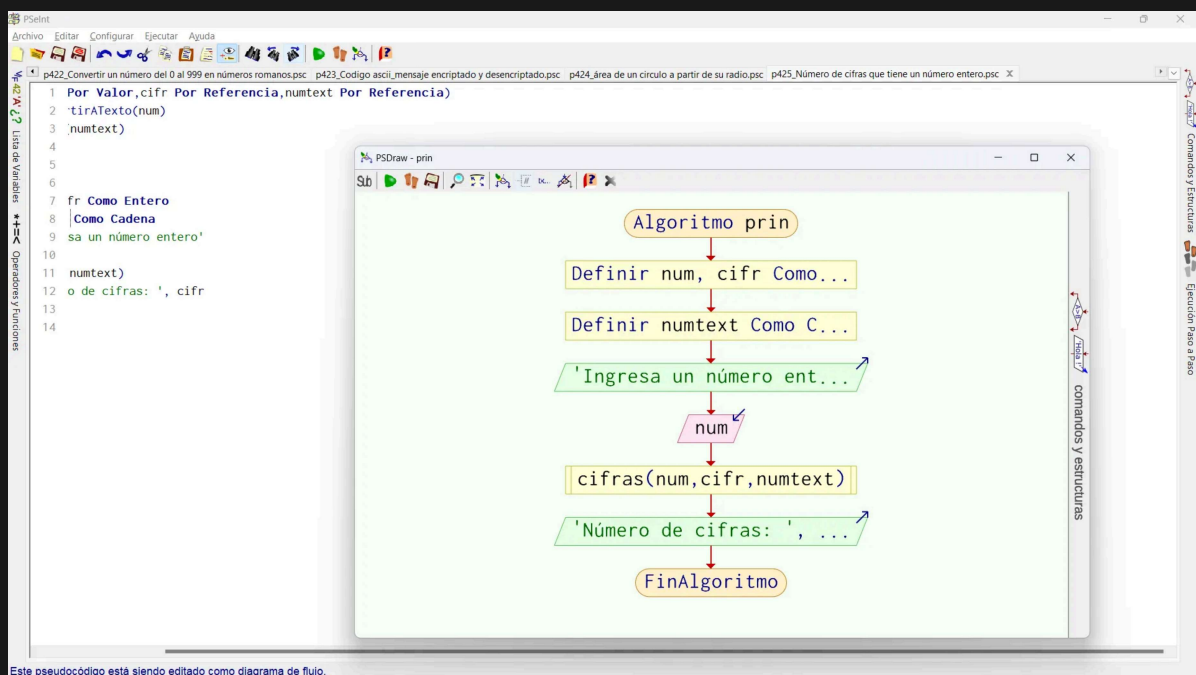 PSeInt
Archivo Editar Configurar Ejecutar Ayuda
p422_Convertir un número del 0 al 999 en números romanos.psc p423_Codigo ascii_mensaje encriptado y desencriptado.psc p424_área de un circulo a partir de su radio.psc p425_Número de cifras que tiene un número entero.psc X
Lista de Variables
*+=< Operadores y Funciones
1 Por Valor,cifr Por Referencia,numtext Por Referencia)
2 tirATexto(num)
3 numtext)
4
5
6
7 fr Como Entero
8 Como Cadena
9 sa un número entero'
10
11 numtext)
12 o de cifras: ', cifr
13
14
PSDraw - prin
Sub
Algoritmo prin
Definir num, cifr Como...
Definir numtext Como C...
'Ingresa un número ent...
num
cifras(num,cifr,numtext)
'Número de cifras: ', ...
FinAlgoritmo
comandos y estructuras
Comandos y Estructuras
Ejecución Paso a Paso
Este pseudocódigo está siendo editado como diagrama de flujo.